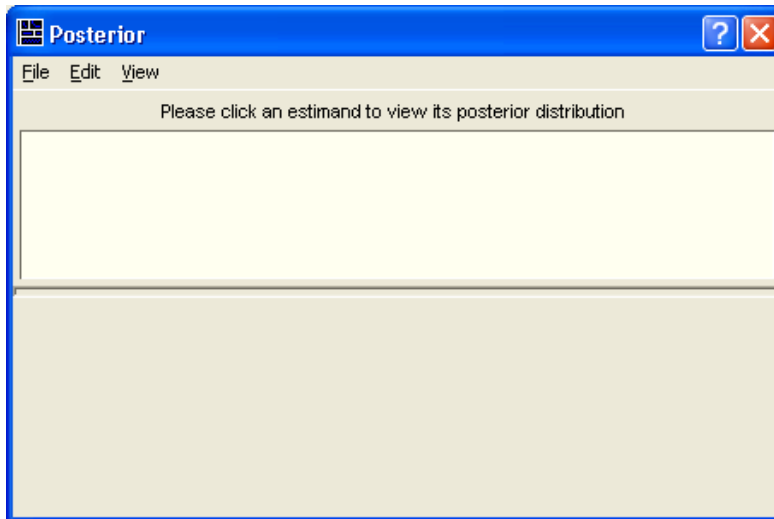 Posterior
File Edit View
Please click an estimand to view its posterior distribution